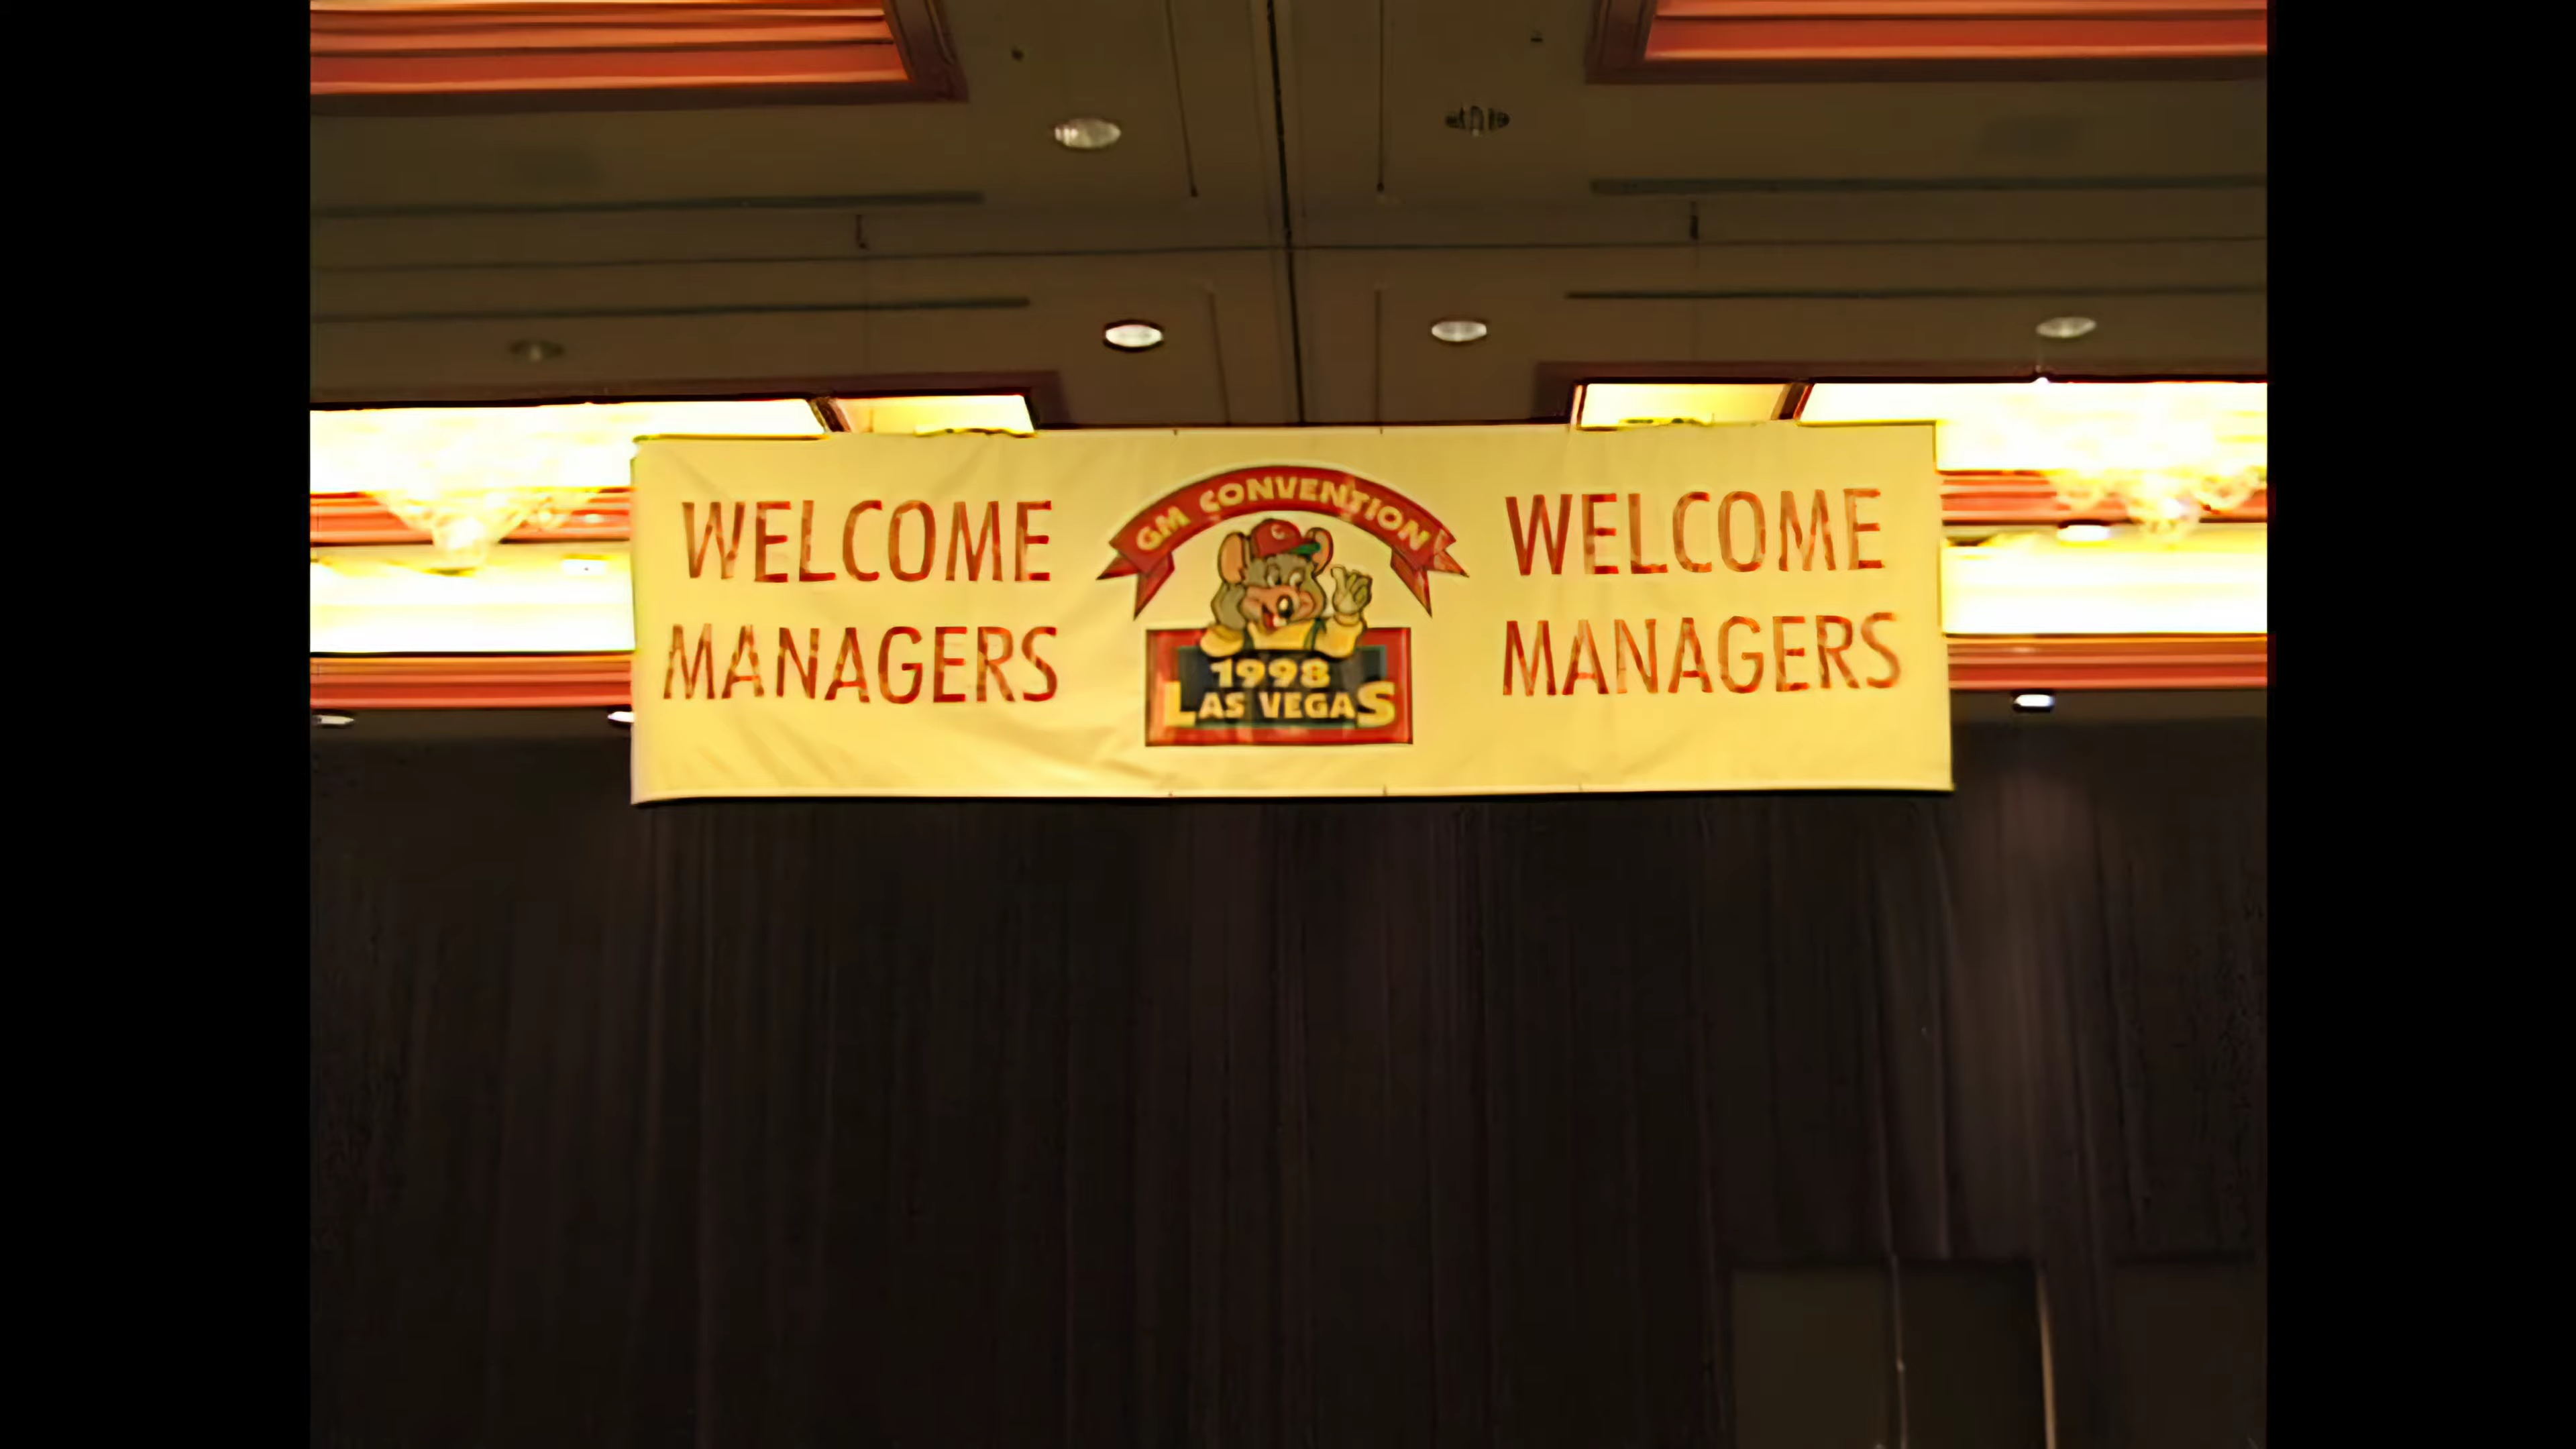 WELCOME
MANAGERS
GM CONVENTION
1998
LAS VEGAS
WELCOME
MANAGERS